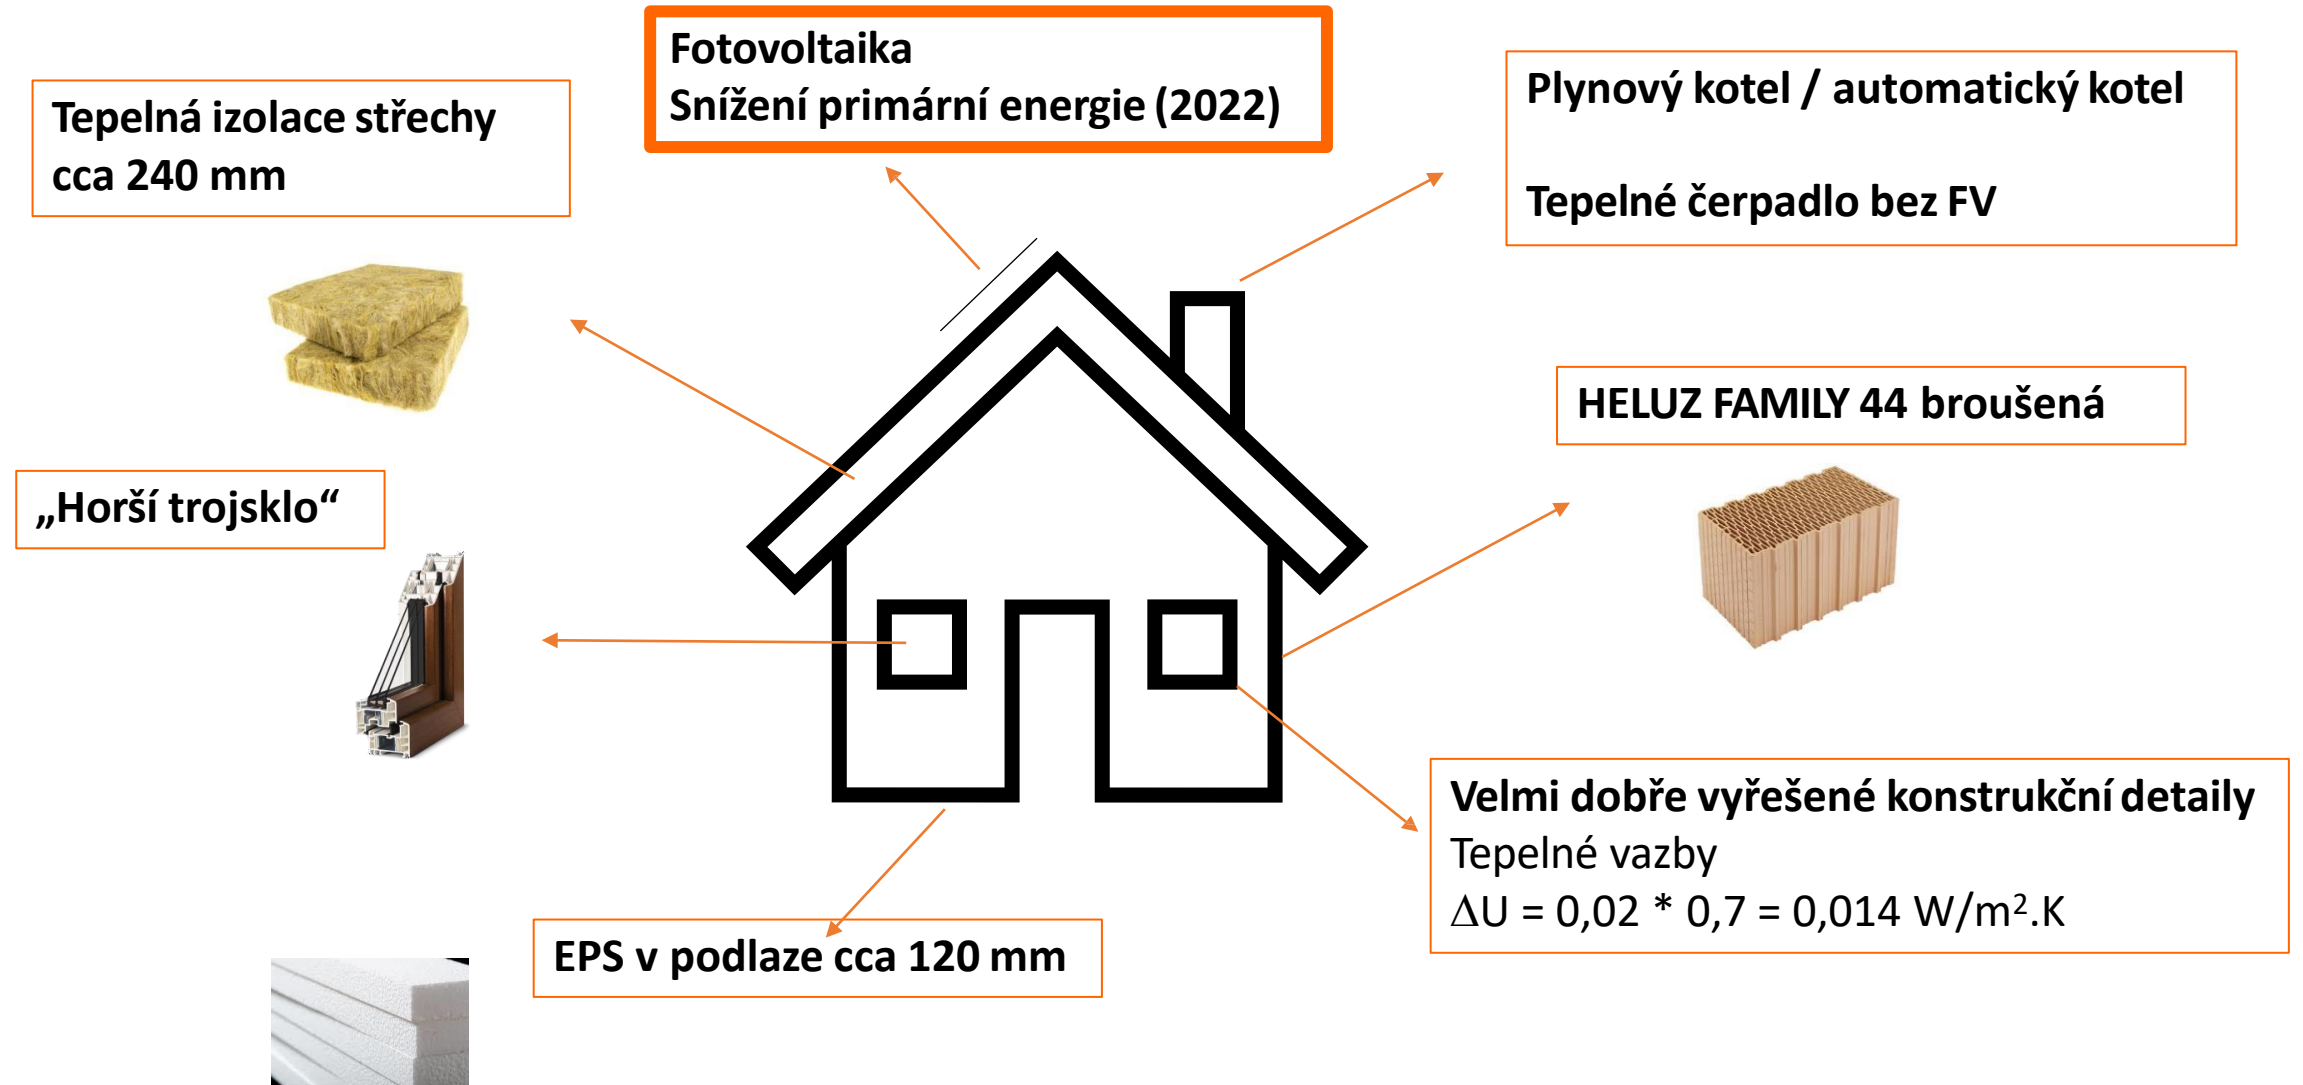 Fotovoltaika
Snížení primární energie (2022)
Tepelná izolace střechy
cca 240 mm
Plynový kotel / automatický kotel
Tepelné čerpadlo bez FV
HELUZ FAMILY 44 broušená
„Horší trojsklo“
Velmi dobře vyřešené konstrukční detaily
Tepelné vazby
ΔU = 0,02 * 0,7 = 0,014 W/m².K
EPS v podlaze cca 120 mm